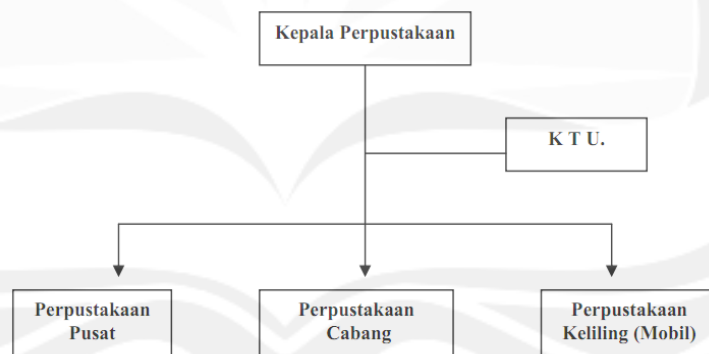 Kepala Perpustakaan
K T U.
Perpustakaan
Pusat
Perpustakaan
Cabang
Perpustakaan
Keliling (Mobil)